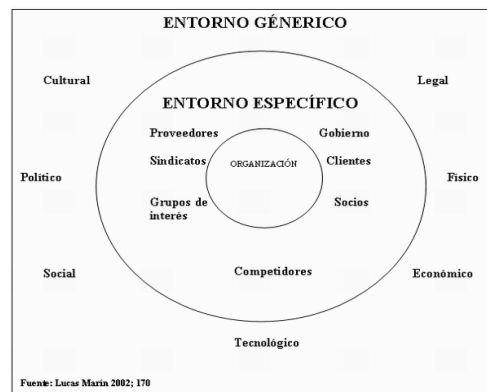 ENTORNO GÉNERICO
Cultural
Legal
ENTORNO ESPECÍFICO
Proveedores
Gobierno
Sindicatos
ORGANIZACIÓN
Clientes
Político
Físico
Grupos de
interés
Socios
Social
Competidores
Económico
Tecnológico
Fuente: Lucas Marín 2002; 170